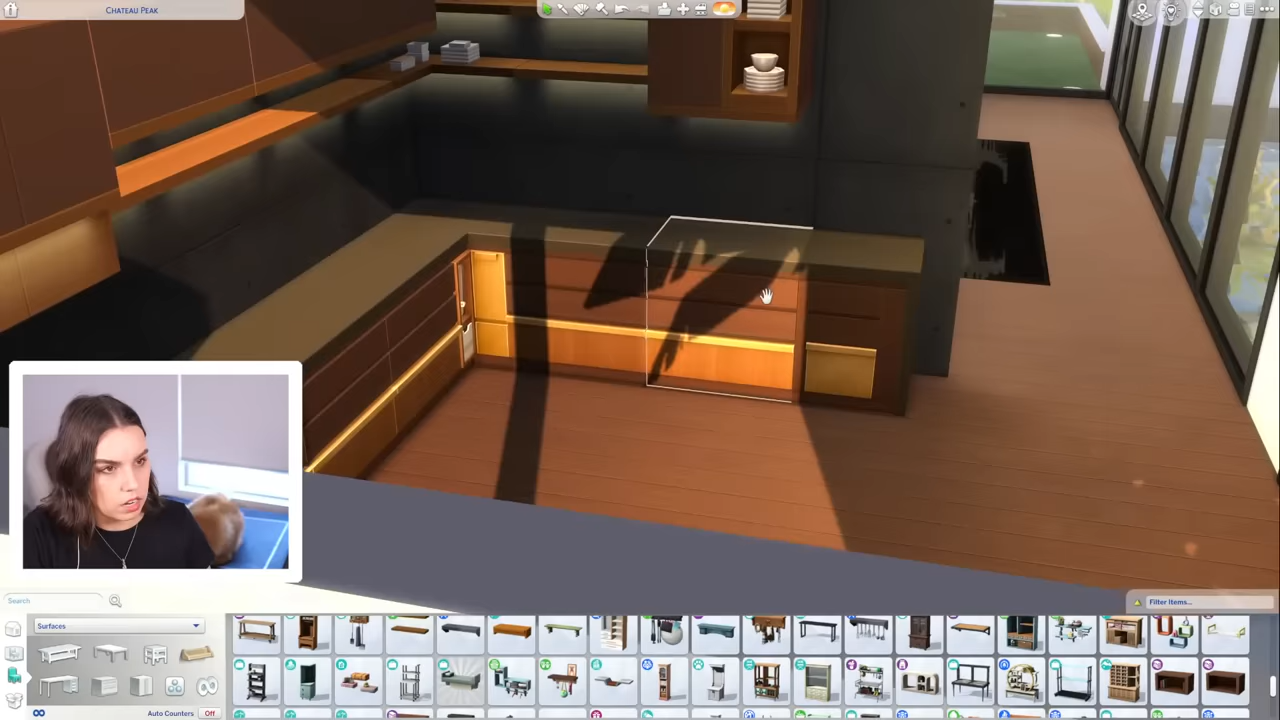 CHATEAU PEAK
Search
Filter Items...
Surfaces
Auto Counters Off